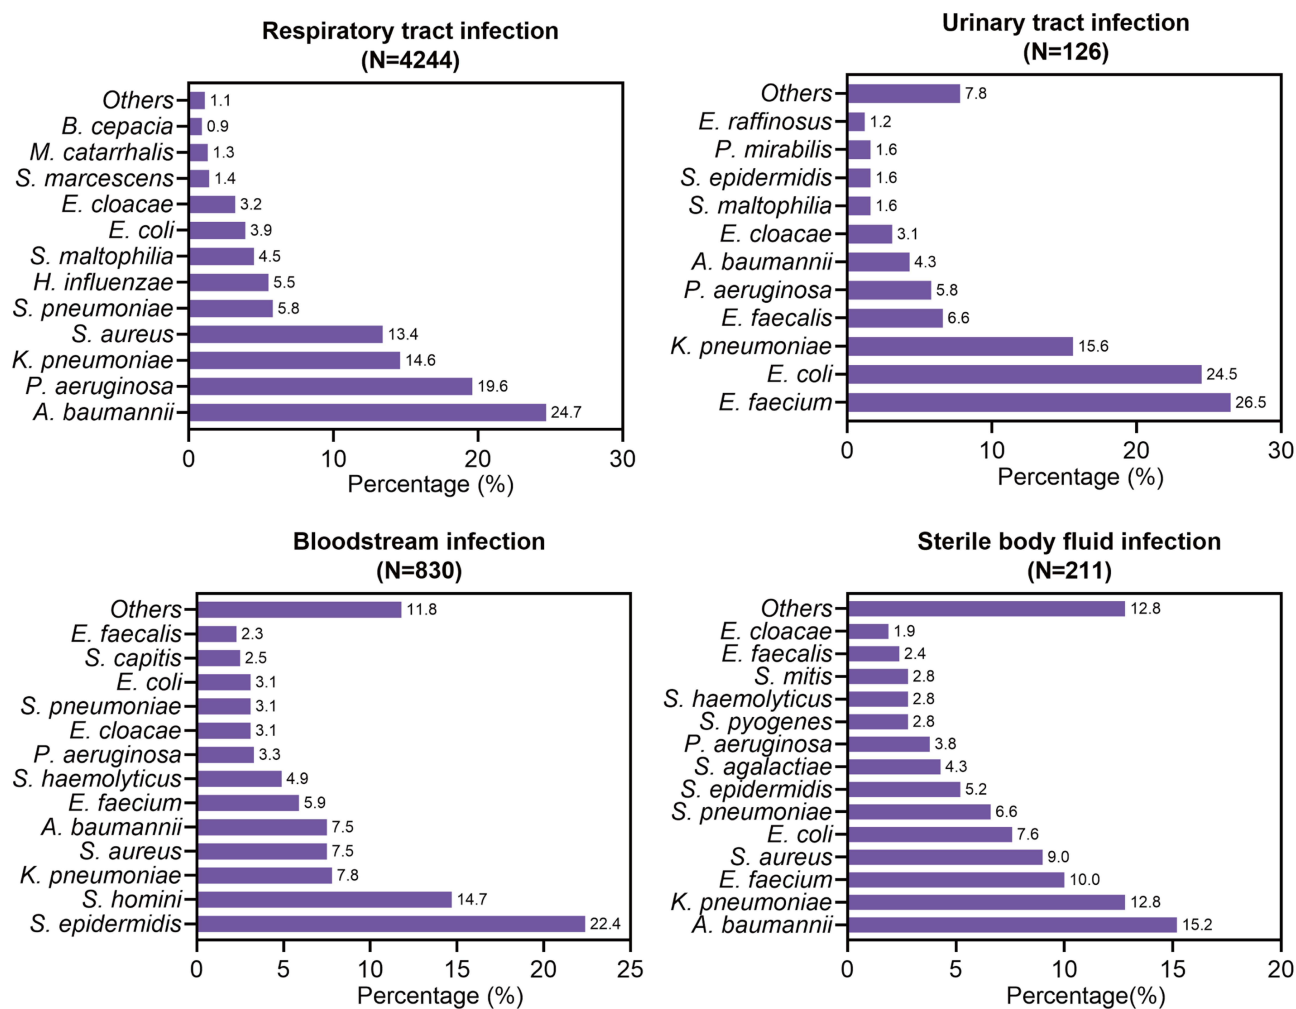 Respiratory tract infection
(N=4244)
Others 1.1
B. cepacia 0.9
M. catarrhalis 1.3
S. marcescens 1.4
E. cloacae 3.2
E. coli 3.9
S. maltophilia 4.5
H. influenzae 5.5
S. pneumoniae 5.8
S. aureus 13.4
K. pneumoniae 14.6
P. aeruginosa 19.6
A. baumannii 24.7
0 10 20 30
Percentage (%)
Urinary tract infection
(N=126)
Others 7.8
E. raffinosus 1.2
P. mirabilis 1.6
S. epidermidis 1.6
S. maltophilia 1.6
E. cloacae 3.1
A. baumannii 4.3
P. aeruginosa 5.8
E. faecalis 6.6
K. pneumoniae 15.6
E. coli 24.5
E. faecium 26.5
0 10 20 30
Percentage (%)
Bloodstream infection
(N=830)
Others 11.8
E. faecalis 2.3
S. capitis 2.5
E. coli 3.1
S. pneumoniae 3.1
E. cloacae 3.1
P. aeruginosa 3.3
S. haemolyticus 4.9
E. faecium 5.9
A. baumannii 7.5
S. aureus 7.5
K. pneumoniae 7.8
S. homini 14.7
S. epidermidis 22.4
0 5 10 15 20 25
Percentage (%)
Sterile body fluid infection
(N=211)
Others 12.8
E. cloacae 1.9
E. faecalis 2.4
S. mitis 2.8
S. haemolyticus 2.8
S. pyogenes 2.8
P. aeruginosa 3.8
S. agalactiae 4.3
S. epidermidis 5.2
S. pneumoniae 6.6
E. coli 7.6
S. aureus 9.0
E. faecium 10.0
K. pneumoniae 12.8
A. baumannii 15.2
0 5 10 15 20
Percentage(%)